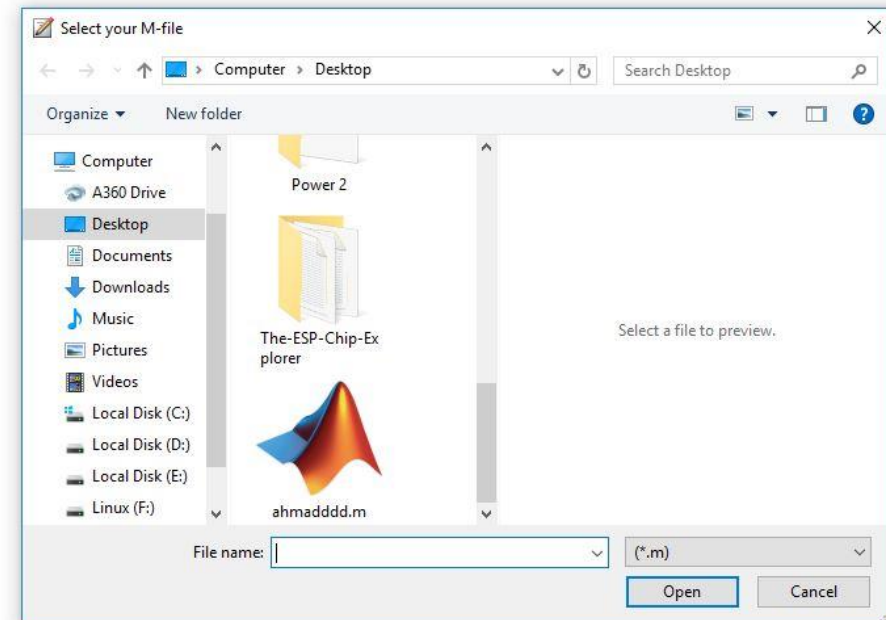 Select your M-file
Computer > Desktop
Search Desktop
Organize
New folder
Computer
A360 Drive
Desktop
Documents
Downloads
Music
Pictures
Videos
Local Disk (C:)
Local Disk (D:)
Local Disk (E:)
Linux (F:)
Power 2
The-ESP-Chip-Ex
plorer
ahmadddd.m
Select a file to preview.
File name:
(*.m)
Open
Cancel